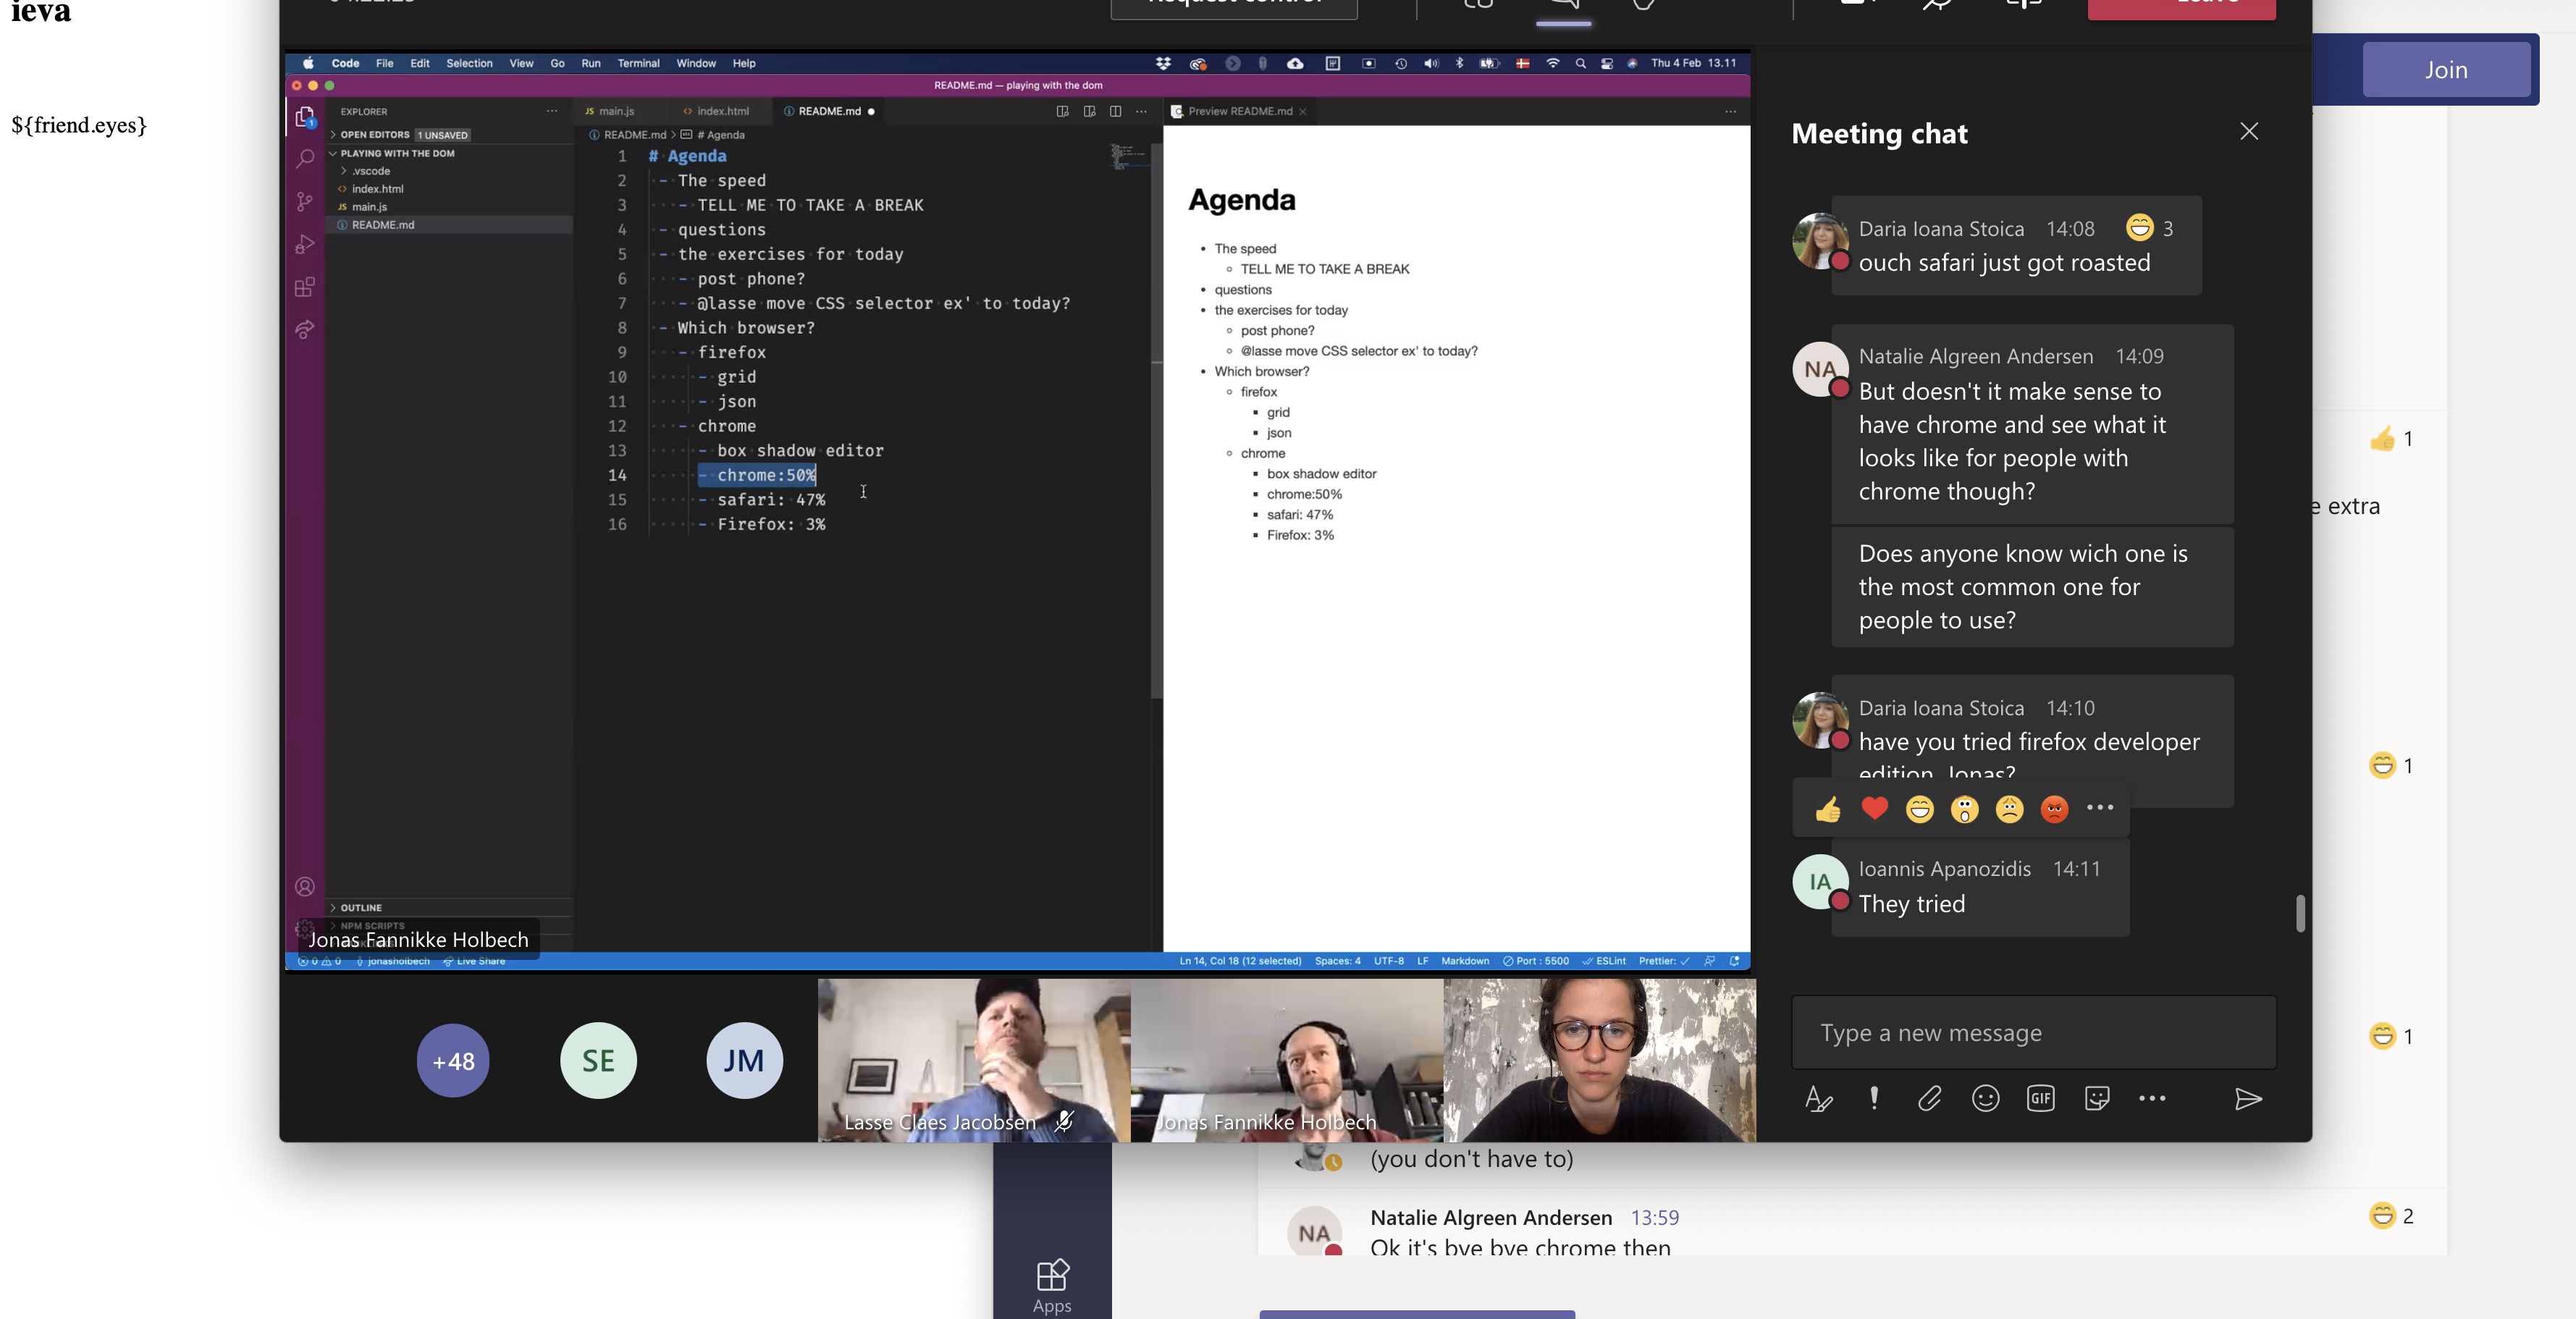 ieva
${friend.eyes}
Join
Code File Edit Selection View Go Run Terminal Window Help
Thu 4 Feb 13.11
README.md — playing with the dom
EXPLORER
OPEN EDITORS 1 UNSAVED
PLAYING WITH THE DOM
.vscode
index.html
JS main.js
README.md
OUTLINE
NPM SCRIPTS
Jonas Fannikke Holbech
JS main.js
index.html
README.md
README.md > # Agenda
1 # Agenda
2 - The speed
3 - TELL ME TO TAKE A BREAK
4 - questions
5 - the exercises for today
6 - post phone?
7 - @lasse move CSS selector ex' to today?
8 - Which browser?
9 - firefox
10 - grid
11 - json
12 - chrome
13 - box shadow editor
14 - chrome:50%
15 - safari: 47%
16 - Firefox: 3%
Preview README.md
Agenda
• The speed
TELL ME TO TAKE A BREAK
• questions
• the exercises for today
post phone?
@lasse move CSS selector ex' to today?
• Which browser?
firefox
grid
json
chrome
box shadow editor
chrome:50%
safari: 47%
Firefox: 3%
0 0 jonasholbech Live Share
Ln 14, Col 18 (12 selected) Spaces: 4 UTF-8 LF Markdown Port : 5500 ESLint Prettier:
+48
SE
JM
Lasse Claes Jacobsen
Jonas Fannikke Holbech
Meeting chat
Daria Ioana Stoica 14:08 3
ouch safari just got roasted
NA
Natalie Algreen Andersen 14:09
But doesn't it make sense to
have chrome and see what it
looks like for people with
chrome though?
Does anyone know wich one is
the most common one for
people to use?
Daria Ioana Stoica 14:10
have you tried firefox developer
edition, Jonas?
IA
Ioannis Apanozidis 14:11
They tried
Type a new message
GIF
1
extra
1
1
(you don't have to)
NA
Natalie Algreen Andersen 13:59
2
Ok it's bye bye chrome then
Apps